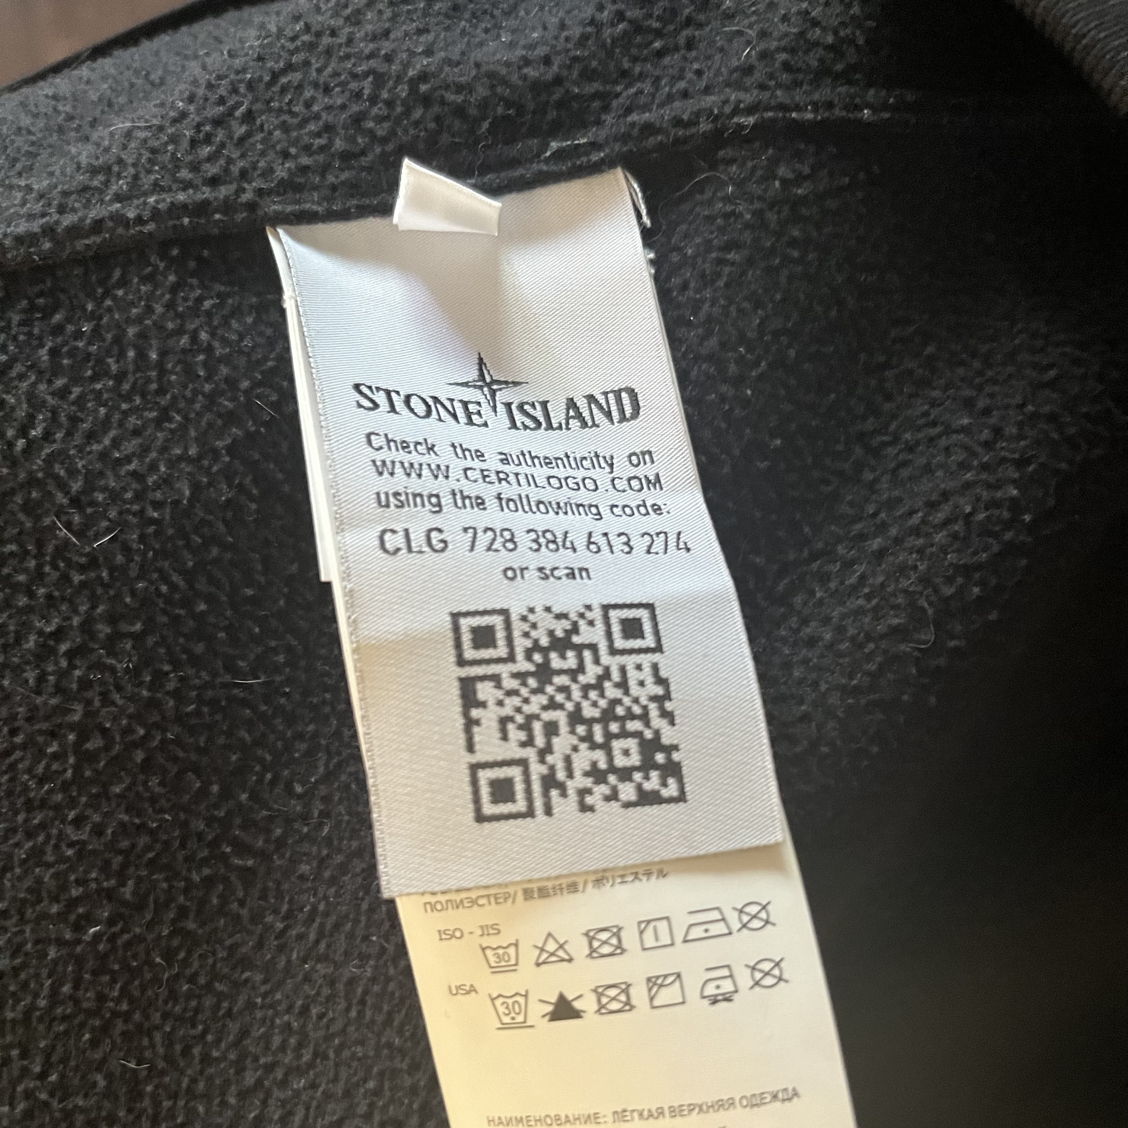 STONE ISLAND
Check the authenticity on
WWW.CERTILOGO.COM
using the following code:
CLG 728 384 613 274
or scan
ПОЛИЭСТЕР/ 聚酯纤维/ ポリエステル
ISO - JIS
30
USA
30
НАИМЕНОВАНИЕ: ЛЁГКАЯ ВЕРХНЯЯ ОДЕЖДА